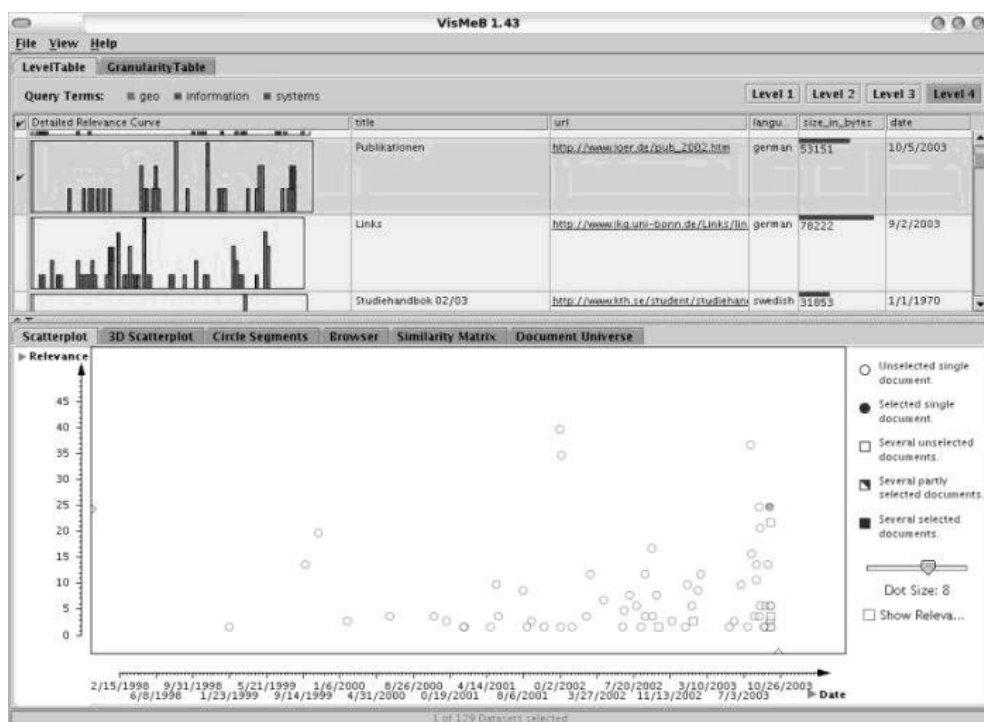 VisMeB 1.43
File View Help
LevelTable GranularityTable
Query Terms: geo information systems Level 1 Level 2 Level 3 Level 4
Detailed Relevance Curve title url langu... size_in_bytes date
Publikationen http://www.joer.de/pub_2002.htm german 53151 10/5/2003
Links http://www.ikg.uni-bonn.de/Links/lin german 78222 9/2/2003
Studiehandbok 02/03 http://www.kth.se/student/studiehan swedish 31853 1/1/1970
Scatterplot 3D Scatterplot Circle Segments Browser Similarity Matrix Document Universe
Relevance
Unselected single
document.
Selected single
document.
Several unselected
documents.
Several partly
selected documents.
Several selected
documents.
Dot Size: 8
Show Releva...
45
40
35
30
25
20
15
10
5
0
2/15/1998 9/31/1998 5/21/1999 1/6/2000 8/26/2000 4/14/2001 0/2/2002 7/20/2002 3/10/2003 10/26/2003
6/8/1998 1/23/1999 9/14/1999 4/31/2000 0/19/2001 8/6/2001 3/27/2002 11/13/2002 7/3/2003 Date
1 of 129 Datasets selected